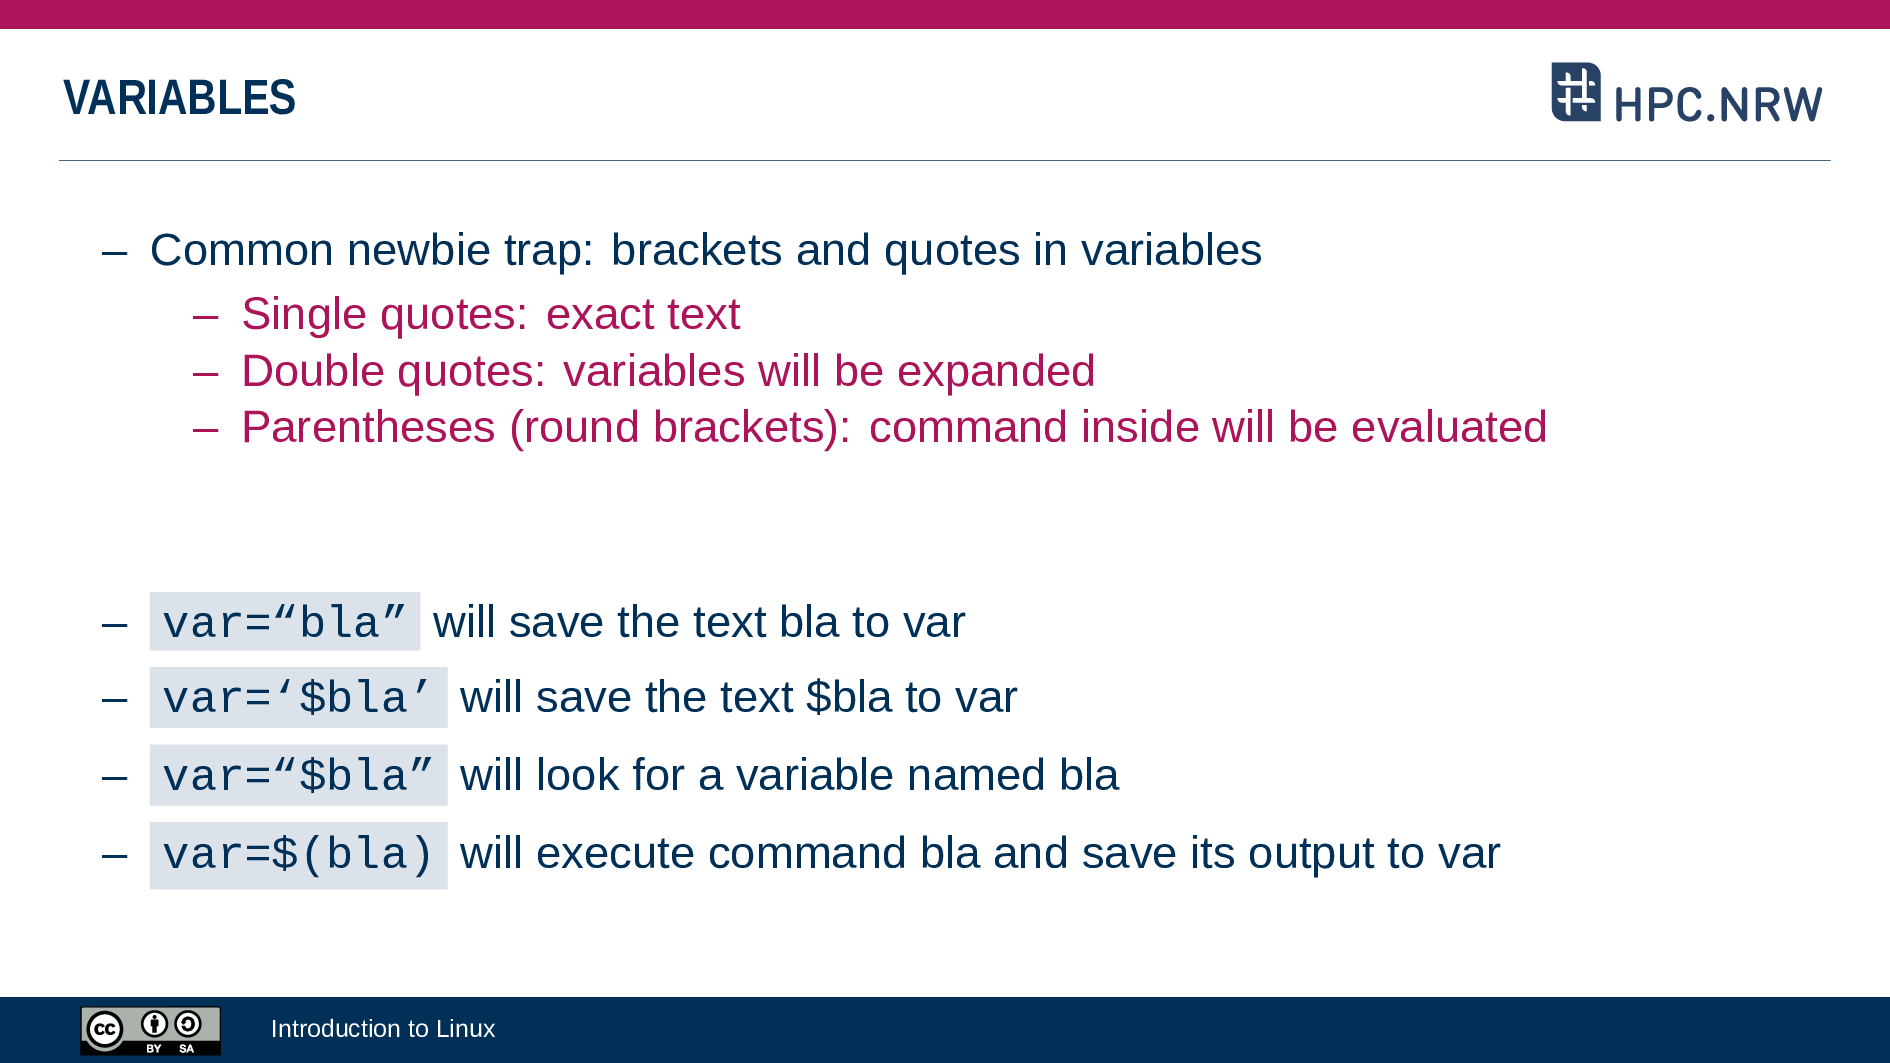 VARIABLES
HPC.NRW
– Common newbie trap: brackets and quotes in variables
– Single quotes: exact text
– Double quotes: variables will be expanded
– Parentheses (round brackets): command inside will be evaluated
– var=“bla” will save the text bla to var
– var=‘$bla’ will save the text $bla to var
– var=“$bla” will look for a variable named bla
– var=$(bla) will execute command bla and save its output to var
cc BY SA
Introduction to Linux